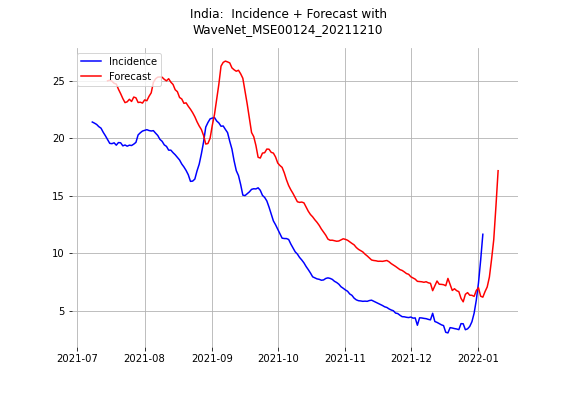 India:  Incidence + Forecast with
WaveNet_MSE00124_20211210
Incidence
Forecast
25
20
15
10
5
2021-07 2021-08 2021-09 2021-10 2021-11 2021-12 2022-01